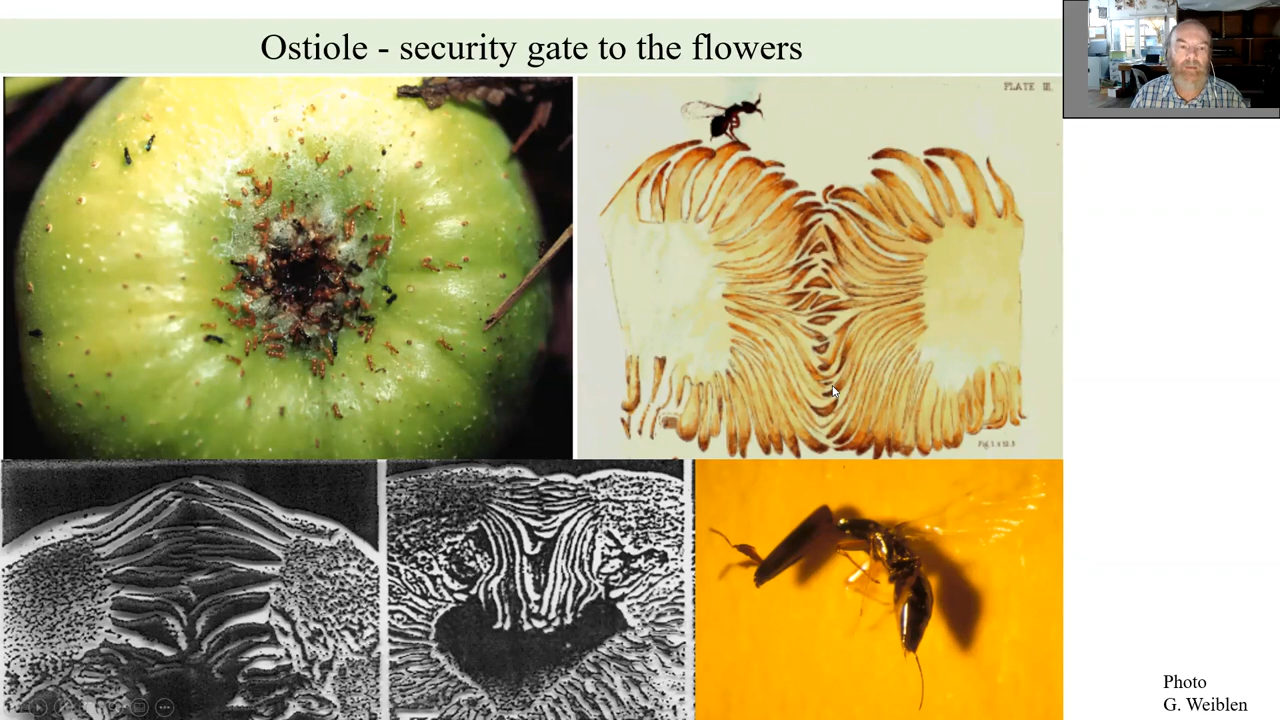 Ostiole - security gate to the flowers
PLATE III.
Photo
G. Weiblen